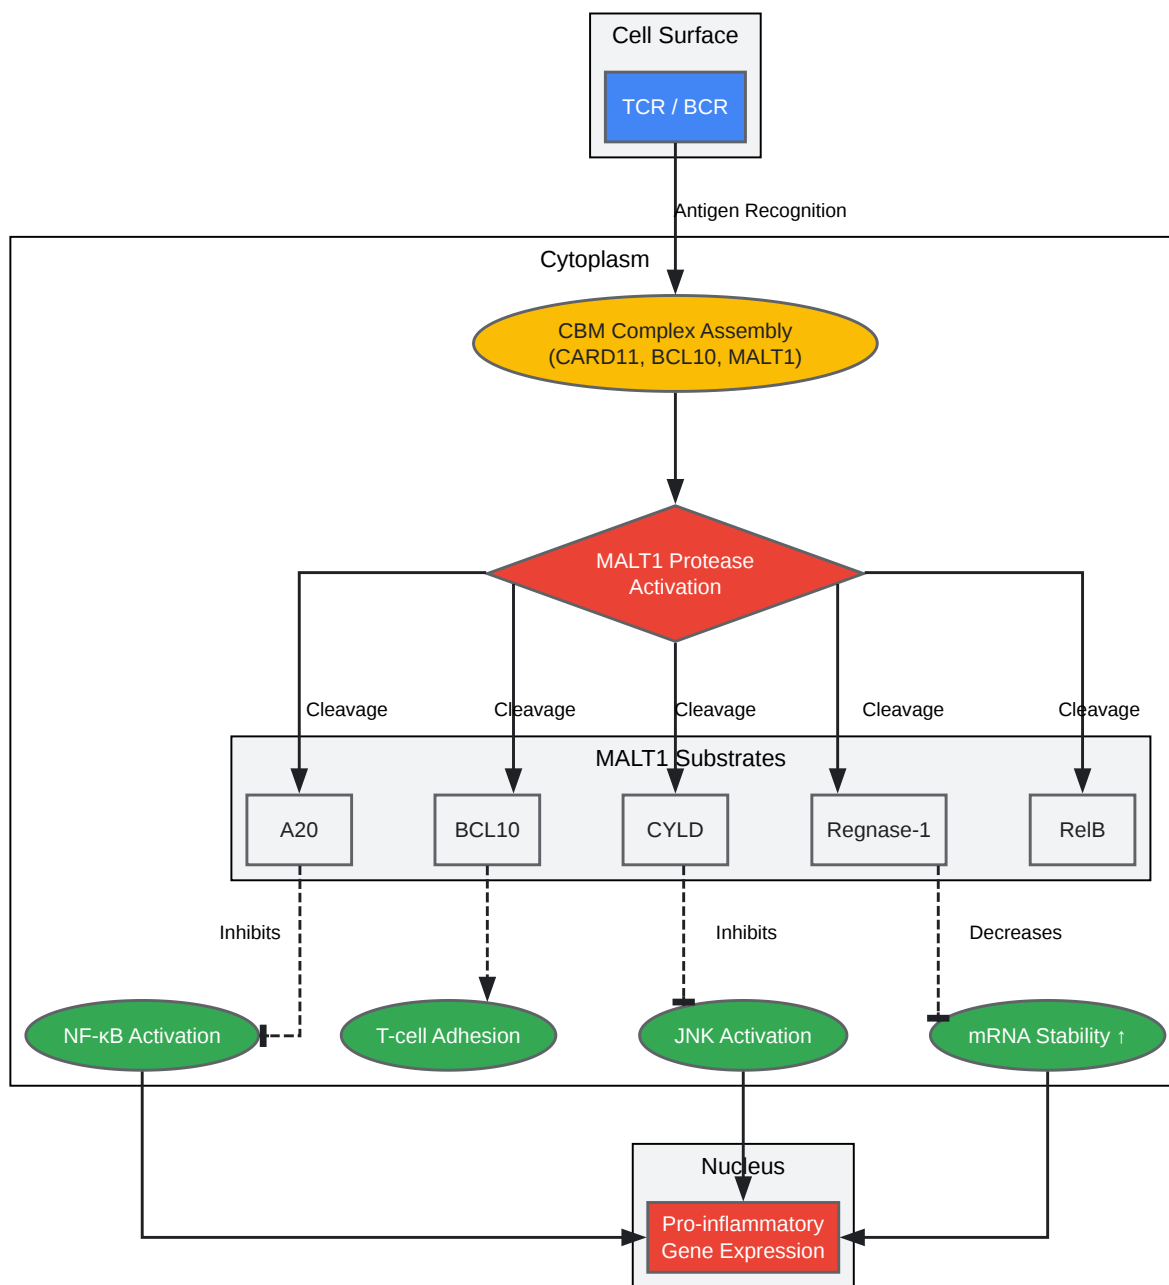 Cell Surface
TCR / BCR
Antigen Recognition
Cytoplasm
CBM Complex Assembly
(CARD11, BCL10, MALT1)
MALT1 Protease
Activation
Cleavage
Cleavage
Cleavage
Cleavage
Cleavage
MALT1 Substrates
A20
BCL10
CYLD
Regnase-1
RelB
Inhibits
Inhibits
Decreases
NF-κB Activation
T-cell Adhesion
JNK Activation
mRNA Stability ↑
Nucleus
Pro-inflammatory
Gene Expression